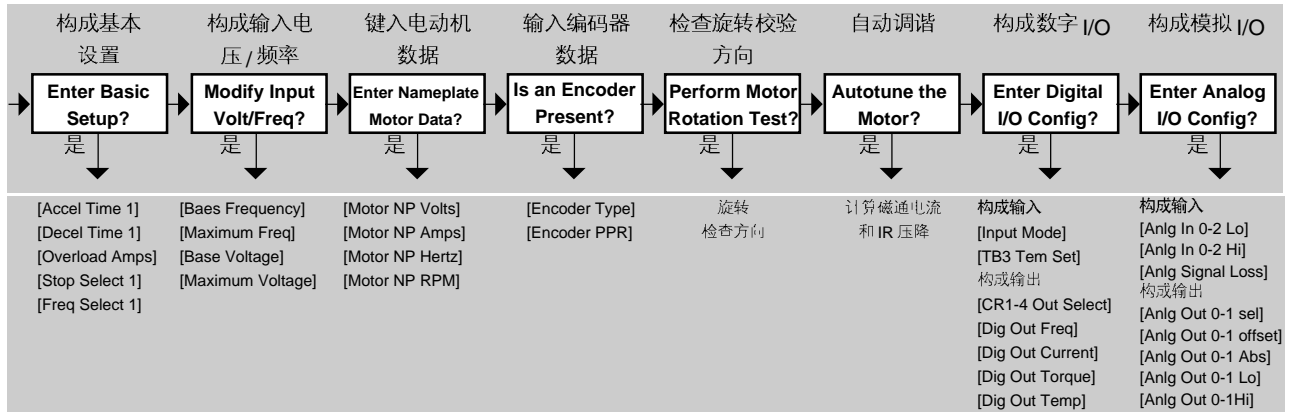 构成基本
设置
Enter Basic
Setup?
是
[Accel Time 1]
[Decel Time 1]
[Overload Amps]
[Stop Select 1]
[Freq Select 1]
构成输入电
压/频率
Modify Input
Volt/Freq?
是
[Baes Frequency]
[Maximum Freq]
[Base Voltage]
[Maximum Voltage]
键入电动机
数据
Enter Nameplate
Motor Data?
是
[Motor NP Volts]
[Motor NP Amps]
[Motor NP Hertz]
[Motor NP RPM]
输入编码器
数据
Is an Encoder
Present?
是
[Encoder Type]
[Encoder PPR]
检查旋转校验
方向
Perform Motor
Rotation Test?
是
旋转
检查方向
自动调谐
Autotune the
Motor?
是
计算磁通电流
和 IR 压降
构成数字 I/O
Enter Digital
I/O Config?
是
构成输入
[Input Mode]
[TB3 Tem Set]
构成输出
[CR1-4 Out Select]
[Dig Out Freq]
[Dig Out Current]
[Dig Out Torque]
[Dig Out Temp]
构成模拟 I/O
Enter Analog
I/O Config?
是
构成输入
[Anlg In 0-2 Lo]
[Anlg In 0-2 Hi]
[Anlg Signal Loss]
构成输出
[Anlg Out 0-1 sel]
[Anlg Out 0-1 offset]
[Anlg Out 0-1 Abs]
[Anlg Out 0-1 Lo]
[Anlg Out 0-1Hi]